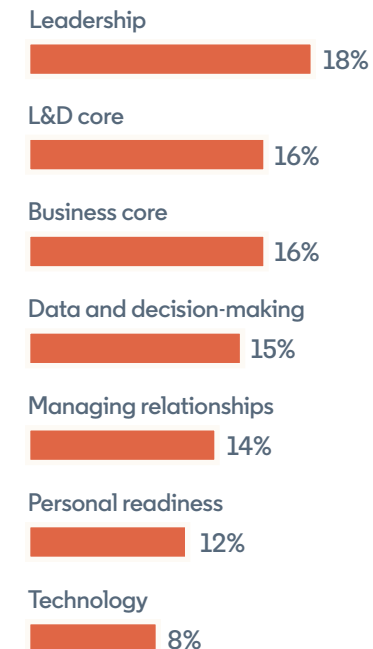 Leadership
18%
L&D core
16%
Business core
16%
Data and decision-making
15%
Managing relationships
14%
Personal readiness
12%
Technology
8%